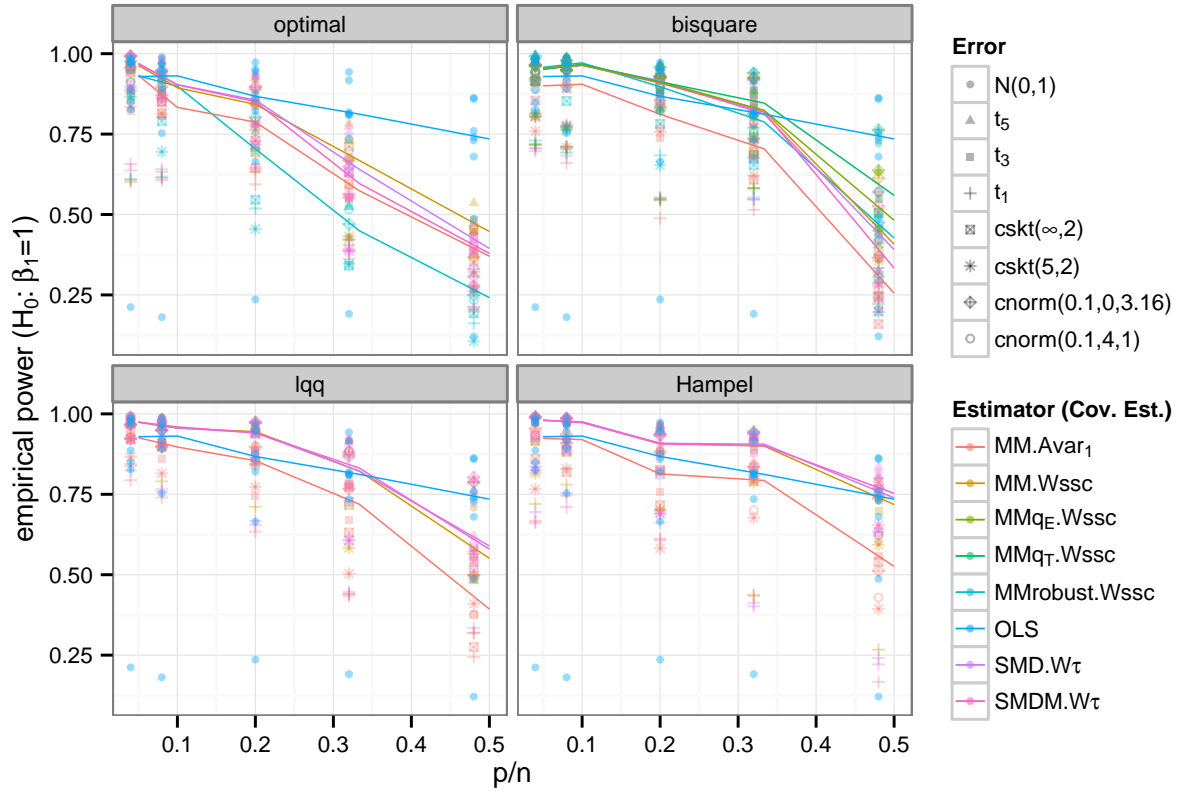 optimal
bisquare
1.00
0.75
0.50
0.25
lqq
Hampel
1.00
0.75
0.50
0.25
0.1 0.2 0.3 0.4 0.5 0.1 0.2 0.3 0.4 0.5
p/n
empirical power (H₀: β₁=1)
Error
N(0,1)
t₅
t₃
t₁
cskt(∞,2)
cskt(5,2)
cnorm(0.1,0,3.16)
cnorm(0.1,4,1)
Estimator (Cov. Est.)
MM.Avar₁
MM.Wssc
MMqE.Wssc
MMqT.Wssc
MMrobust.Wssc
OLS
SMD.Wτ
SMDM.Wτ